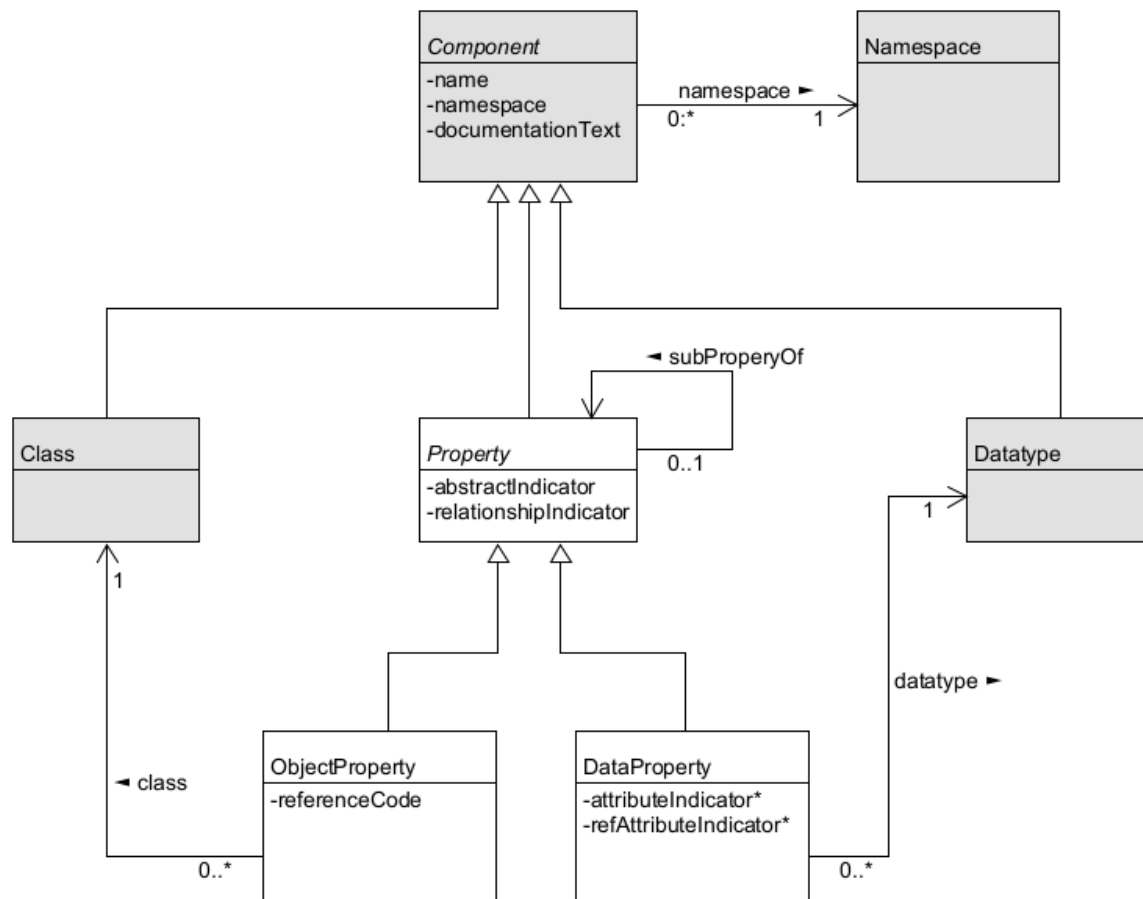 Component
-name
-namespace
-documentationText
namespace ►
0:*
1
Namespace
◄ subProperyOf
Class
Property
-abstractIndicator
-relationshipIndicator
0..1
Datatype
1
1
datatype ►
◄ class
ObjectProperty
-referenceCode
0..*
DataProperty
-attributeIndicator*
-refAttributeIndicator*
0..*